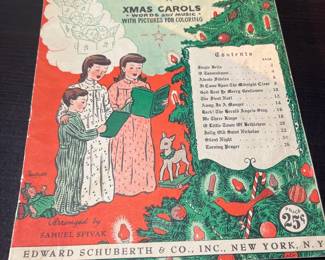 XMAS CAROLS
WORDS and MUSIC
WITH PICTURES FOR COLORING
Contents
PAGE
Jingle Bells
O Tannenbaum
Adeste Fideles
It Came Upon The Midnight Clear
God Rest Ye Merry Gentlemen
The First Noel
Away In A Manger
Hark! The Herald Angels Sing
We Three Kings
O Little Town Of Bethlehem
Jolly Old Saint Nicholas
Silent Night
Evening Prayer
Arranged by
SAMUEL SPIVAK
PRICE
25¢
EDWARD SCHUBERTH & CO., INC., NEW YORK, N.Y.